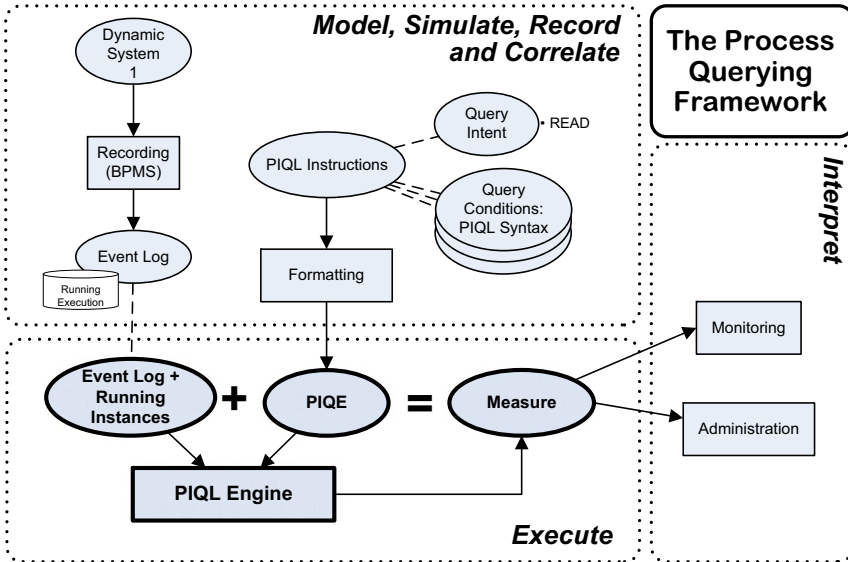 Dynamic
System
1
Model, Simulate, Record
and Correlate
The Process
Querying
Framework
Recording
(BPMS)
PIQL Instructions
Query
Intent
• READ
Query
Conditions:
PIQL Syntax
Event Log
Running
Execution
Formatting
Interpret
Monitoring
Administration
Event Log +
Running
Instances
+
PIQE
=
Measure
PIQL Engine
Execute